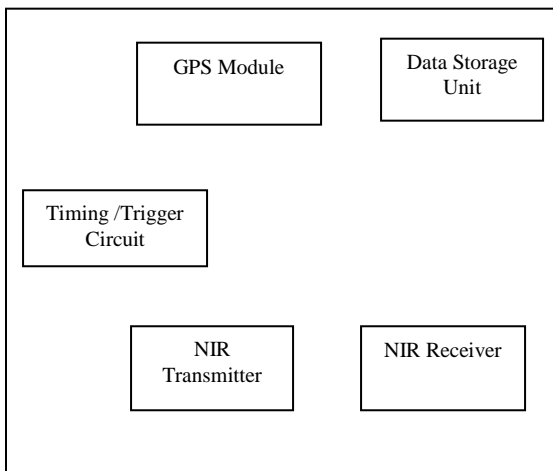 GPS Module
Data Storage
Unit
Timing /Trigger
Circuit
NIR
Transmitter
NIR Receiver